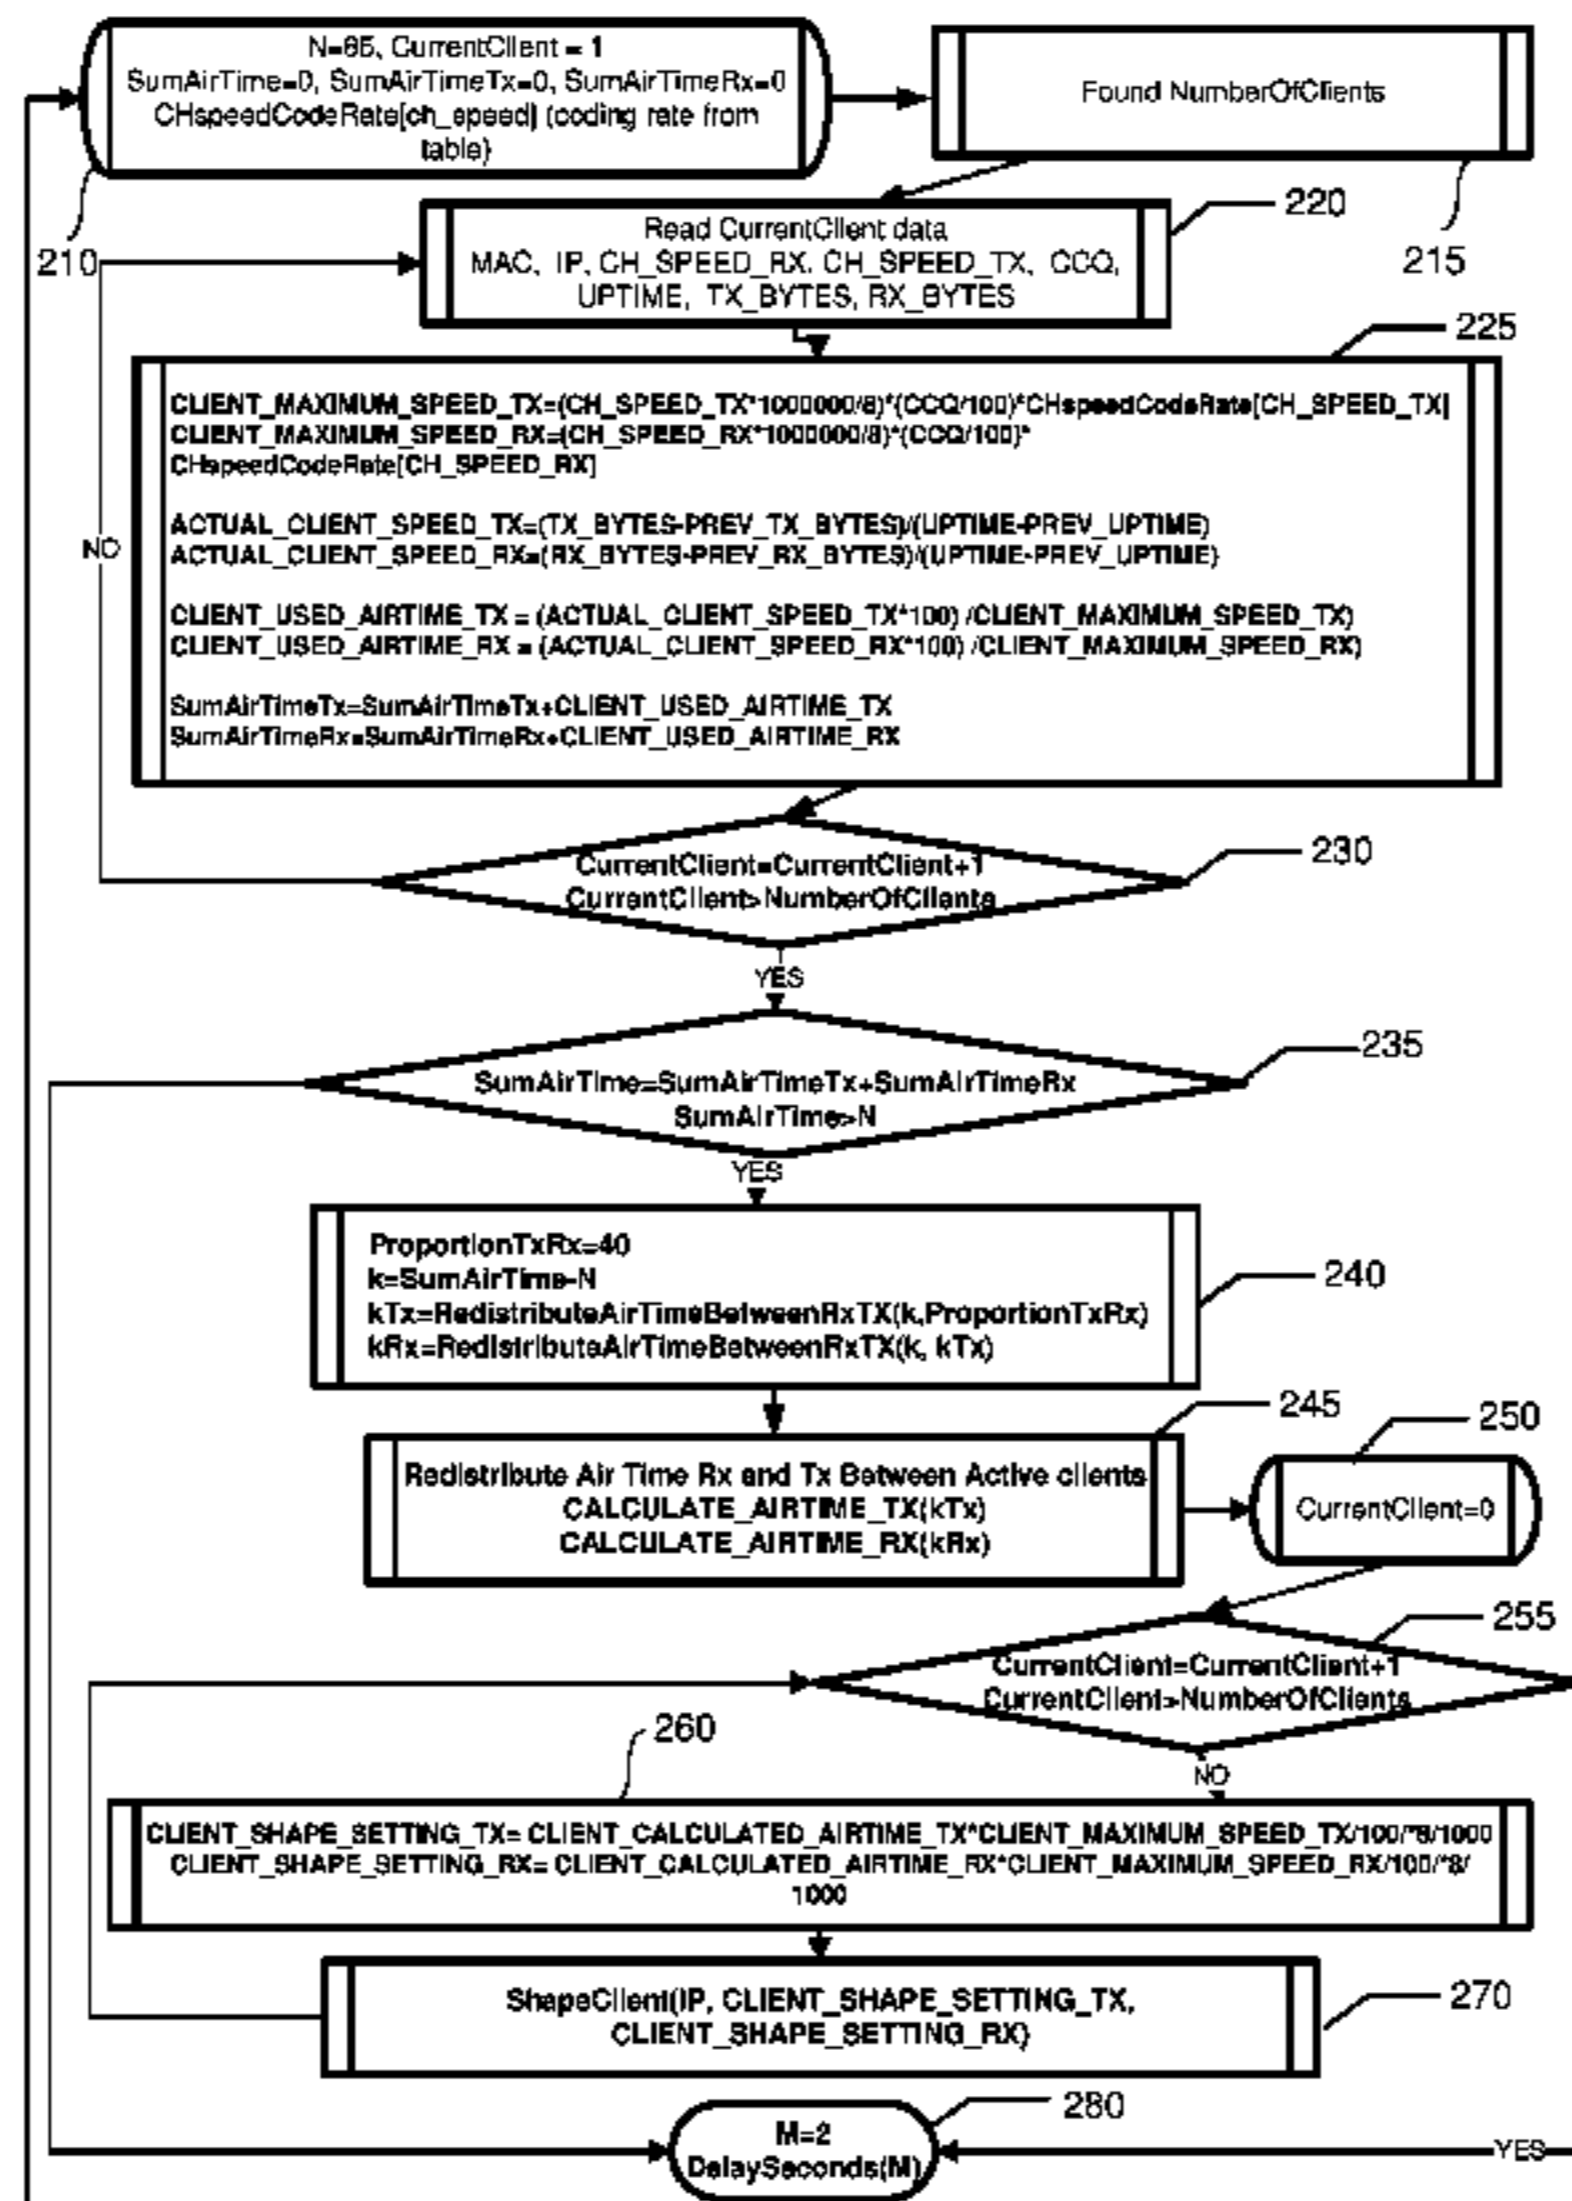 N=65, CurrentClient = 1
SumAirTime=0, SumAirTimeTx=0, SumAirTimeRx=0
CHspeedCodeRate[ch_speed] (coding rate from
table)
Found NumberOfClients
210
215
Read CurrentClient data
MAC, IP, CH_SPEED_RX, CH_SPEED_TX, CCQ,
UPTIME, TX_BYTES, RX_BYTES
220
225
CLIENT_MAXIMUM_SPEED_TX=(CH_SPEED_TX*1000000/8)*(CCQ/100)*CHspeedCodeRate[CH_SPEED_TX]
CLIENT_MAXIMUM_SPEED_RX=(CH_SPEED_RX*1000000/8)*(CCQ/100)*
CHspeedCodeRate[CH_SPEED_RX]
ACTUAL_CLIENT_SPEED_TX=(TX_BYTES-PREV_TX_BYTES)/(UPTIME-PREV_UPTIME)
ACTUAL_CLIENT_SPEED_RX=(RX_BYTES-PREV_RX_BYTES)/(UPTIME-PREV_UPTIME)
CLIENT_USED_AIRTIME_TX = (ACTUAL_CLIENT_SPEED_TX*100) /CLIENT_MAXIMUM_SPEED_TX)
CLIENT_USED_AIRTIME_RX = (ACTUAL_CLIENT_SPEED_RX*100) /CLIENT_MAXIMUM_SPEED_RX)
SumAirTimeTx=SumAirTimeTx+CLIENT_USED_AIRTIME_TX
SumAirTimeRx=SumAirTimeRx+CLIENT_USED_AIRTIME_RX
NO
CurrentClient=CurrentClient+1
CurrentClient>NumberOfClients
230
YES
SumAirTime=SumAirTimeTx+SumAirTimeRx
SumAirTime>N
235
YES
ProportionTxRx=40
k=SumAirTime-N
kTx=RedistributeAirTimeBetweenRxTX(k,ProportionTxRx)
kRx=RedistributeAirTimeBetweenRxTX(k, kTx)
240
245
Redistribute Air Time Rx and Tx Between Active clients
CALCULATE_AIRTIME_TX(kTx)
CALCULATE_AIRTIME_RX(kRx)
250
CurrentClient=0
255
CurrentClient=CurrentClient+1
CurrentClient>NumberOfClients
NO
260
CLIENT_SHAPE_SETTING_TX= CLIENT_CALCULATED_AIRTIME_TX*CLIENT_MAXIMUM_SPEED_TX/100/*8/1000
CLIENT_SHAPE_SETTING_RX= CLIENT_CALCULATED_AIRTIME_RX*CLIENT_MAXIMUM_SPEED_RX/100/*8/
1000
ShapeClient(IP, CLIENT_SHAPE_SETTING_TX,
CLIENT_SHAPE_SETTING_RX)
270
280
M=2
DelaySeconds(M)
YES